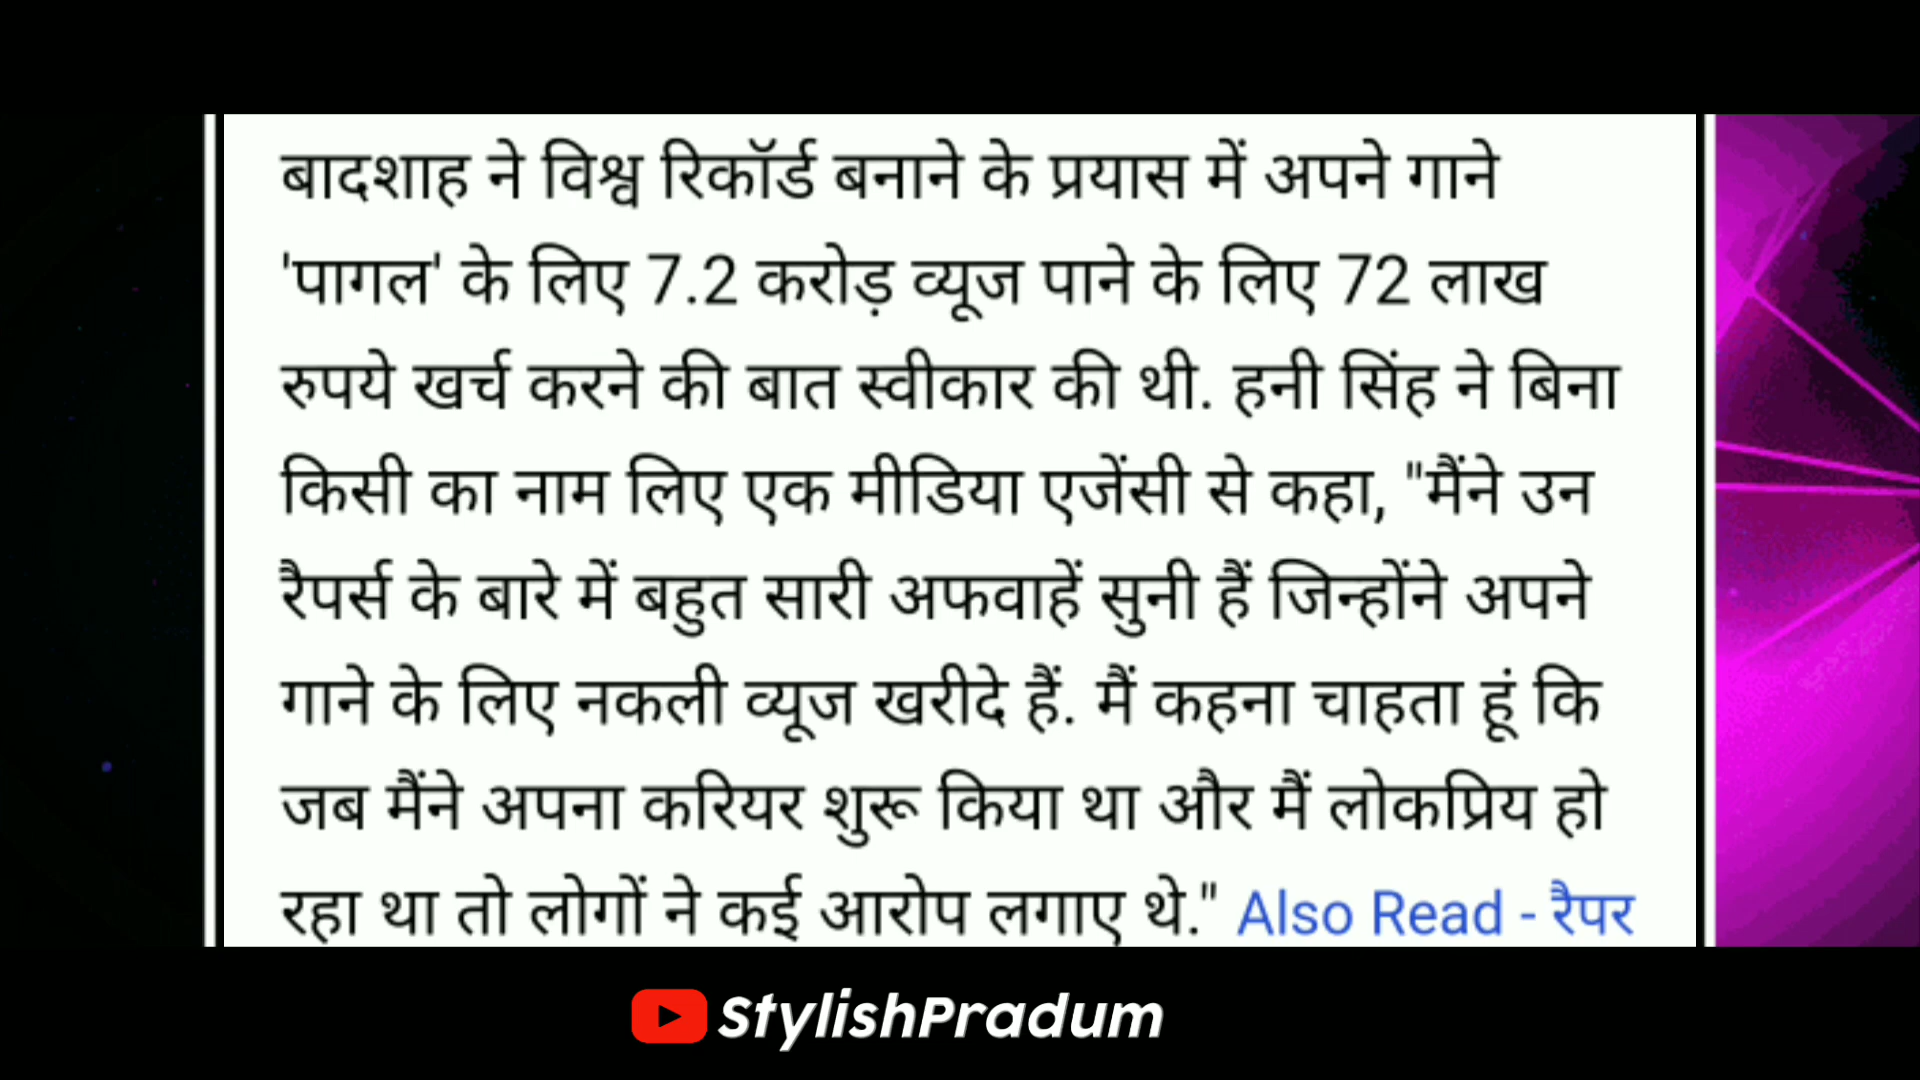 बादशाह ने विश्व रिकॉर्ड बनाने के प्रयास में अपने गाने
'पागल' के लिए 7.2 करोड़ व्यूज पाने के लिए 72 लाख
रुपये खर्च करने की बात स्वीकार की थी. हनी सिंह ने बिना
किसी का नाम लिए एक मीडिया एजेंसी से कहा, "मैंने उन
रैपर्स के बारे में बहुत सारी अफवाहें सुनी हैं जिन्होंने अपने
गाने के लिए नकली व्यूज खरीदे हैं. मैं कहना चाहता हूं कि
जब मैंने अपना करियर शुरू किया था और मैं लोकप्रिय हो
रहा था तो लोगों ने कई आरोप लगाए थे." Also Read - रैपर
StylishPradum